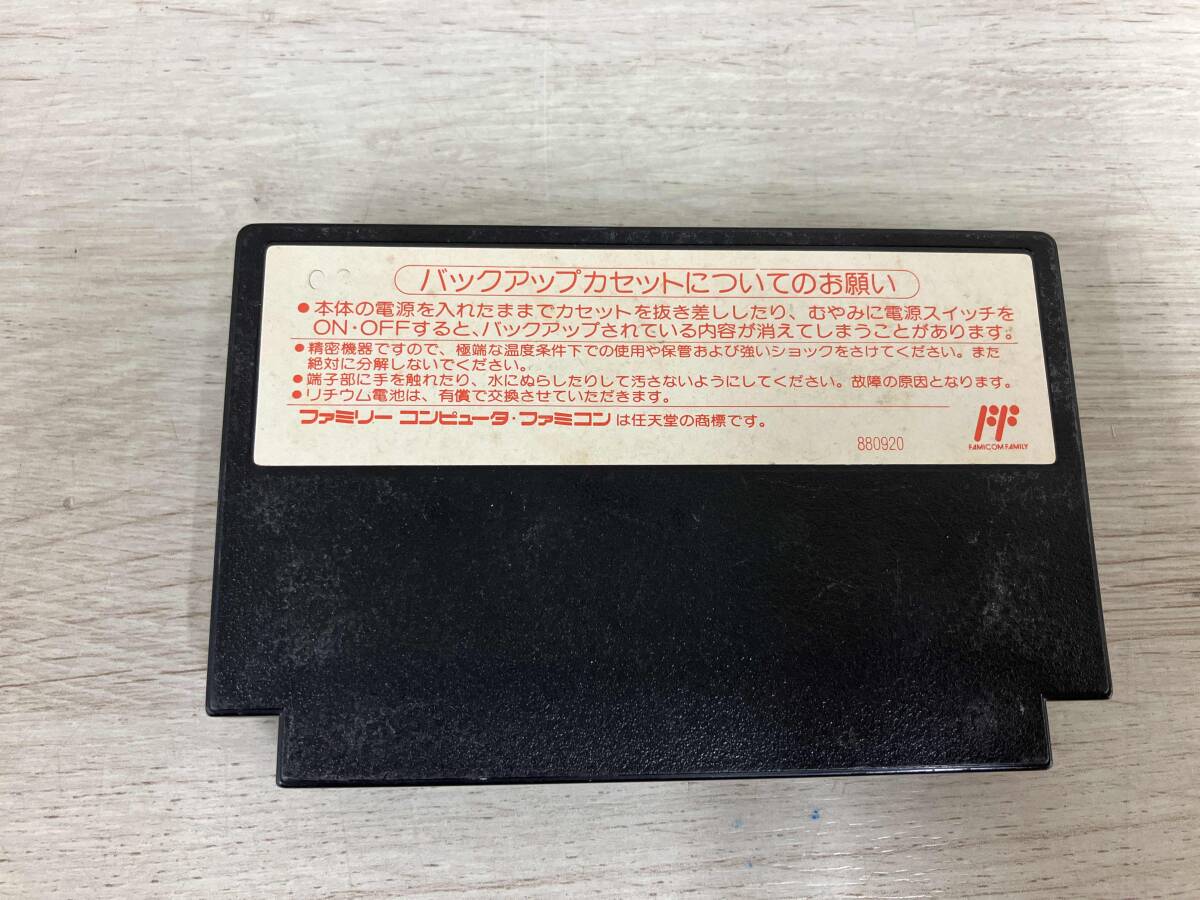 バックアップカセットについてのお願い
●本体の電源を入れたままでカセットを抜き差ししたり、むやみに電源スイッチを
ON・OFFすると、バックアップされている内容が消えてしまうことがあります。
●精密機器ですので、極端な温度条件下での使用や保管および強いショックをさけてください。また
絶対に分解しないでください。
●端子部に手を触れたり、水にぬらしたりして汚さないようにしてください。故障の原因となります。
●リチウム電池は、有償で交換させていただきます。
ファミリー コンピュータ・ファミコン は任天堂の商標です。
880920
FAMICOM FAMILY